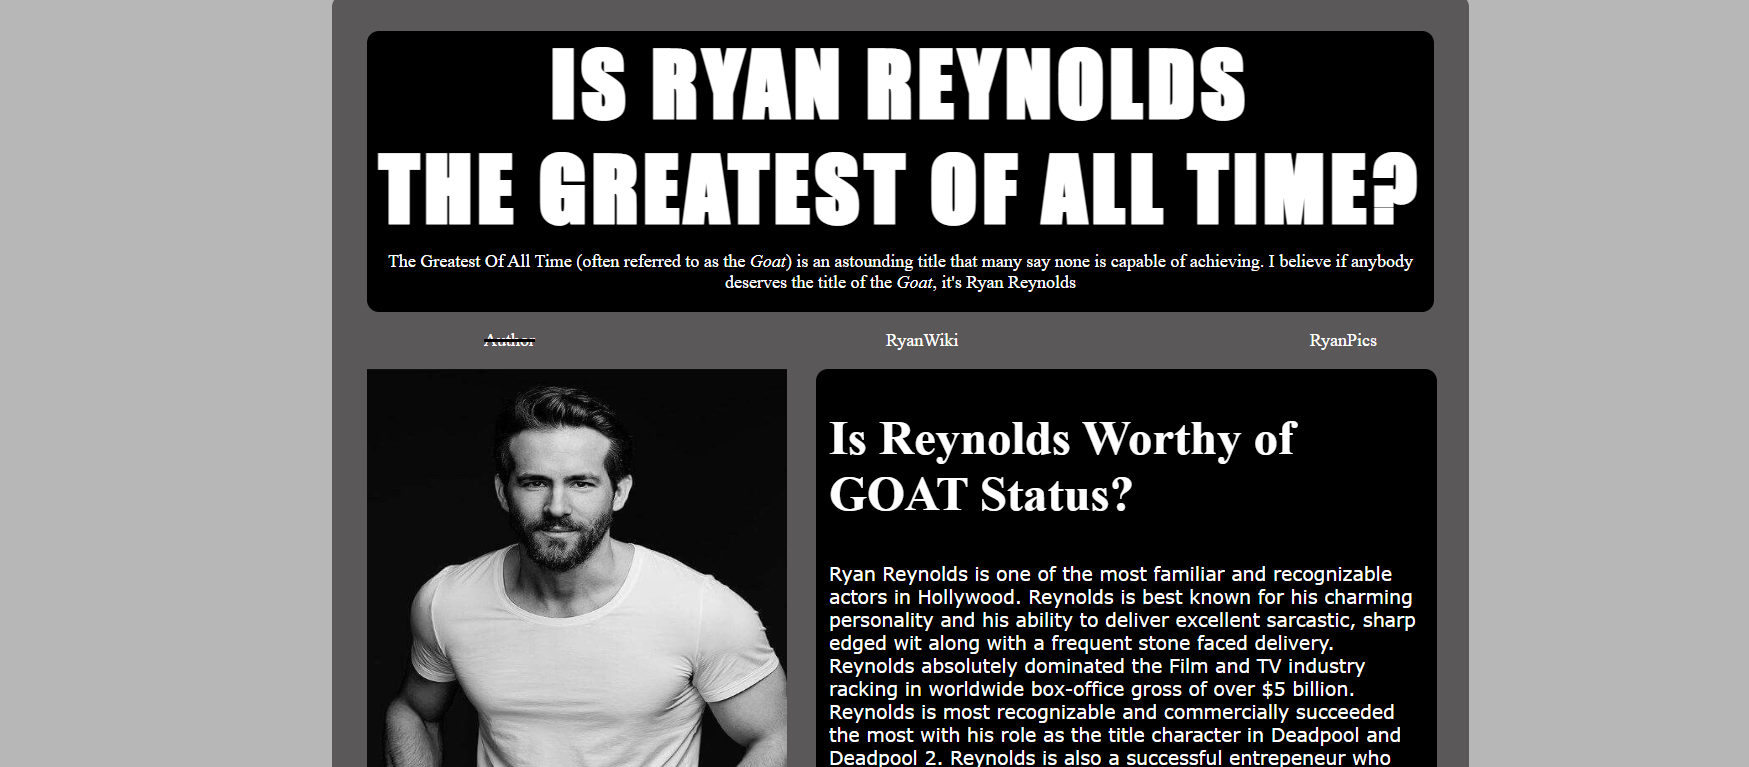 IS RYAN REYNOLDS
THE GREATEST OF ALL TIME?
The Greatest Of All Time (often referred to as the Goat) is an astounding title that many say none is capable of achieving. I believe if anybody
deserves the title of the Goat, it's Ryan Reynolds
Author
RyanWiki
RyanPics
Is Reynolds Worthy of
GOAT Status?
Ryan Reynolds is one of the most familiar and recognizable
actors in Hollywood. Reynolds is best known for his charming
personality and his ability to deliver excellent sarcastic, sharp
edged wit along with a frequent stone faced delivery.
Reynolds absolutely dominated the Film and TV industry
racking in worldwide box-office gross of over $5 billion.
Reynolds is most recognizable and commercially succeeded
the most with his role as the title character in Deadpool and
Deadpool 2. Reynolds is also a successful entrepeneur who